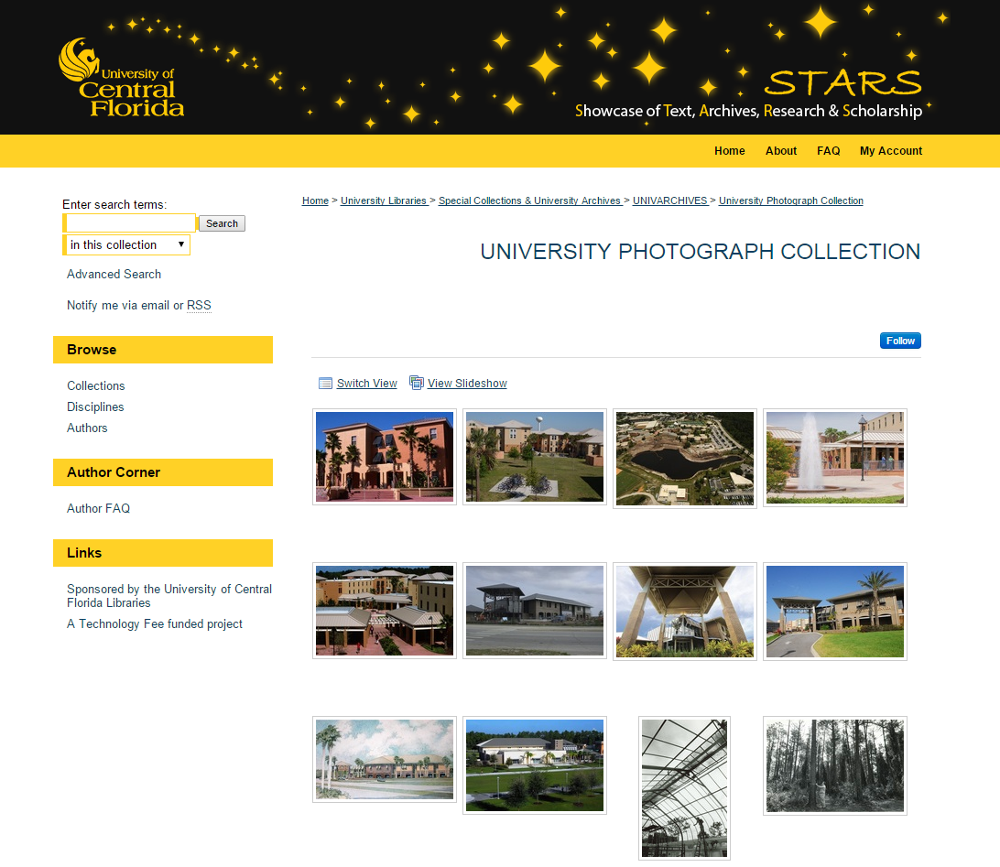 University of
Central
Florida
STARS
Showcase of Text, Archives, Research & Scholarship
Home About FAQ My Account
Enter search terms:
Search
in this collection
Advanced Search
Notify me via email or RSS
Browse
Collections
Disciplines
Authors
Author Corner
Author FAQ
Links
Sponsored by the University of Central
Florida Libraries
A Technology Fee funded project
Home > University Libraries > Special Collections & University Archives > UNIVARCHIVES > University Photograph Collection
UNIVERSITY PHOTOGRAPH COLLECTION
Follow
Switch View View Slideshow